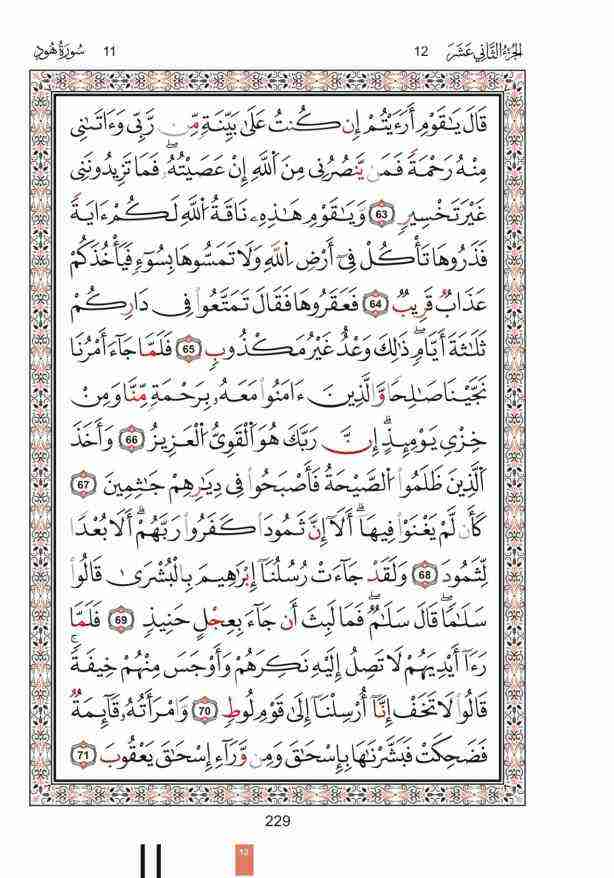 سُورَةُ هُودٍ 11 12 الجُزءُ الثَّانِي عَشَرَ
قَالَ يَـٰقَوْمِ أَرَءَيْتُمْ إِن كُنتُ عَلَىٰ بَيِّنَةٍ مِّن رَّبِّى وَءَاتَىٰنِى
مِنْهُ رَحْمَةً فَمَن يَنصُرُنِى مِنَ ٱللَّهِ إِنْ عَصَيْتُهُۥ ۖ فَمَا تَزِيدُونَنِى
غَيْرَ تَخْسِيرٍ 63 وَيَـٰقَوْمِ هَـٰذِهِۦ نَاقَةُ ٱللَّهِ لَكُمْ ءَايَةً
فَذَرُوهَا تَأْكُلْ فِىٓ أَرْضِ ٱللَّهِ وَلَا تَمَسُّوهَا بِسُوٓءٍ فَيَأْخُذَكُمْ
عَذَابٌ قَرِيبٌ 64 فَعَقَرُوهَا فَقَالَ تَمَتَّعُوا۟ فِى دَارِكُمْ
ثَلَـٰثَةَ أَيَّامٍ ۖ ذَٰلِكَ وَعْدٌ غَيْرُ مَكْذُوبٍ 65 فَلَمَّا جَآءَ أَمْرُنَا
نَجَّيْنَا صَـٰلِحًا وَٱلَّذِينَ ءَامَنُوا۟ مَعَهُۥ بِرَحْمَةٍ مِّنَّا وَمِنْ
خِزْىِ يَوْمِئِذٍ ۗ إِنَّ رَبَّكَ هُوَ ٱلْقَوِىُّ ٱلْعَزِيزُ 66 وَأَخَذَ
ٱلَّذِينَ ظَلَمُوا۟ ٱلصَّيْحَةُ فَأَصْبَحُوا۟ فِى دِيَـٰرِهِمْ جَـٰثِمِينَ 67
كَأَن لَّمْ يَغْنَوْا۟ فِيهَآ ۗ أَلَآ إِنَّ ثَمُودَا۟ كَفَرُوا۟ رَبَّهُمْ ۗ أَلَا بُعْدًا
لِّثَمُودَ 68 وَلَقَدْ جَآءَتْ رُسُلُنَآ إِبْرَٰهِيمَ بِٱلْبُشْرَىٰ قَالُوا۟
سَلَـٰمًا ۖ قَالَ سَلَـٰمٌ ۖ فَمَا لَبِثَ أَن جَآءَ بِعِجْلٍ حَنِيذٍ 69 فَلَمَّا
رَءَآ أَيْدِيَهُمْ لَا تَصِلُ إِلَيْهِ نَكِرَهُمْ وَأَوْجَسَ مِنْهُمْ خِيفَةً ۚ
قَالُوا۟ لَا تَخَفْ إِنَّآ أُرْسِلْنَآ إِلَىٰ قَوْمِ لُوطٍ 70 وَٱمْرَأَتُهُۥ قَآئِمَةٌ
فَضَحِكَتْ فَبَشَّرْنَـٰهَا بِإِسْحَـٰقَ وَمِن وَرَآءِ إِسْحَـٰقَ يَعْقُوبَ 71
229
12